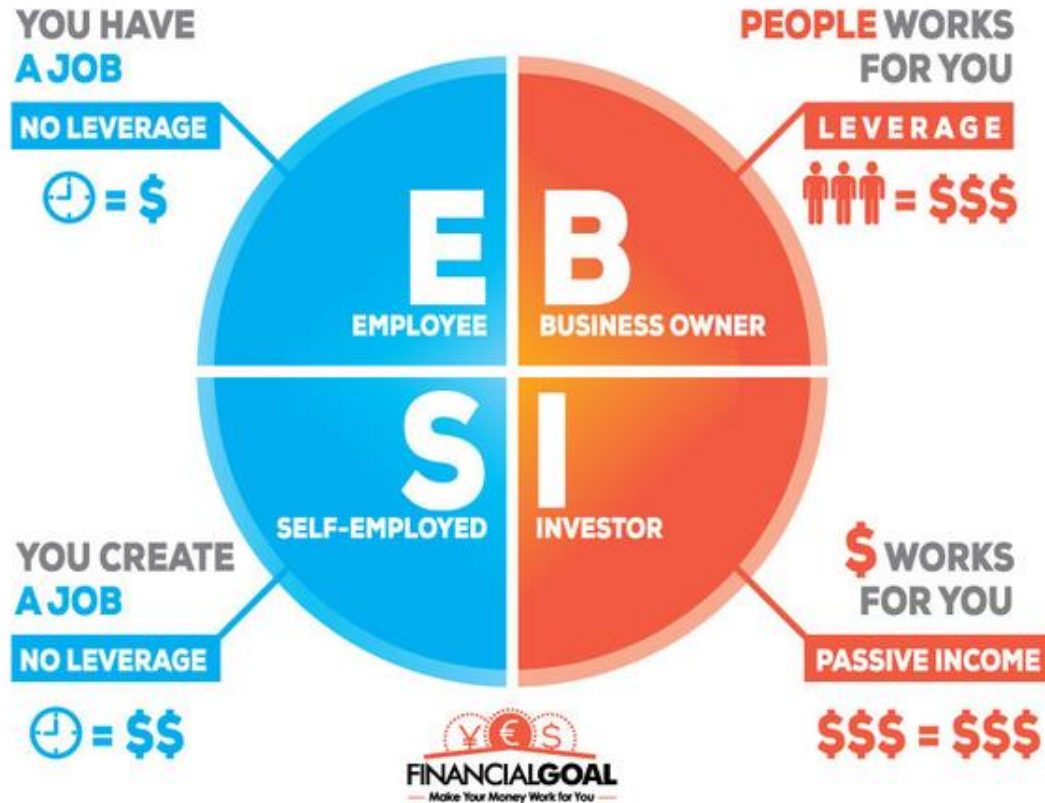 YOU HAVE
A JOB
NO LEVERAGE
= $
PEOPLE WORKS
FOR YOU
LEVERAGE
= $$$
E
EMPLOYEE
B
BUSINESS OWNER
S
SELF-EMPLOYED
I
INVESTOR
YOU CREATE
A JOB
NO LEVERAGE
= $$
$ WORKS
FOR YOU
PASSIVE INCOME
$$$ = $$$
¥ € $
FINANCIALGOAL
Make Your Money Work for You